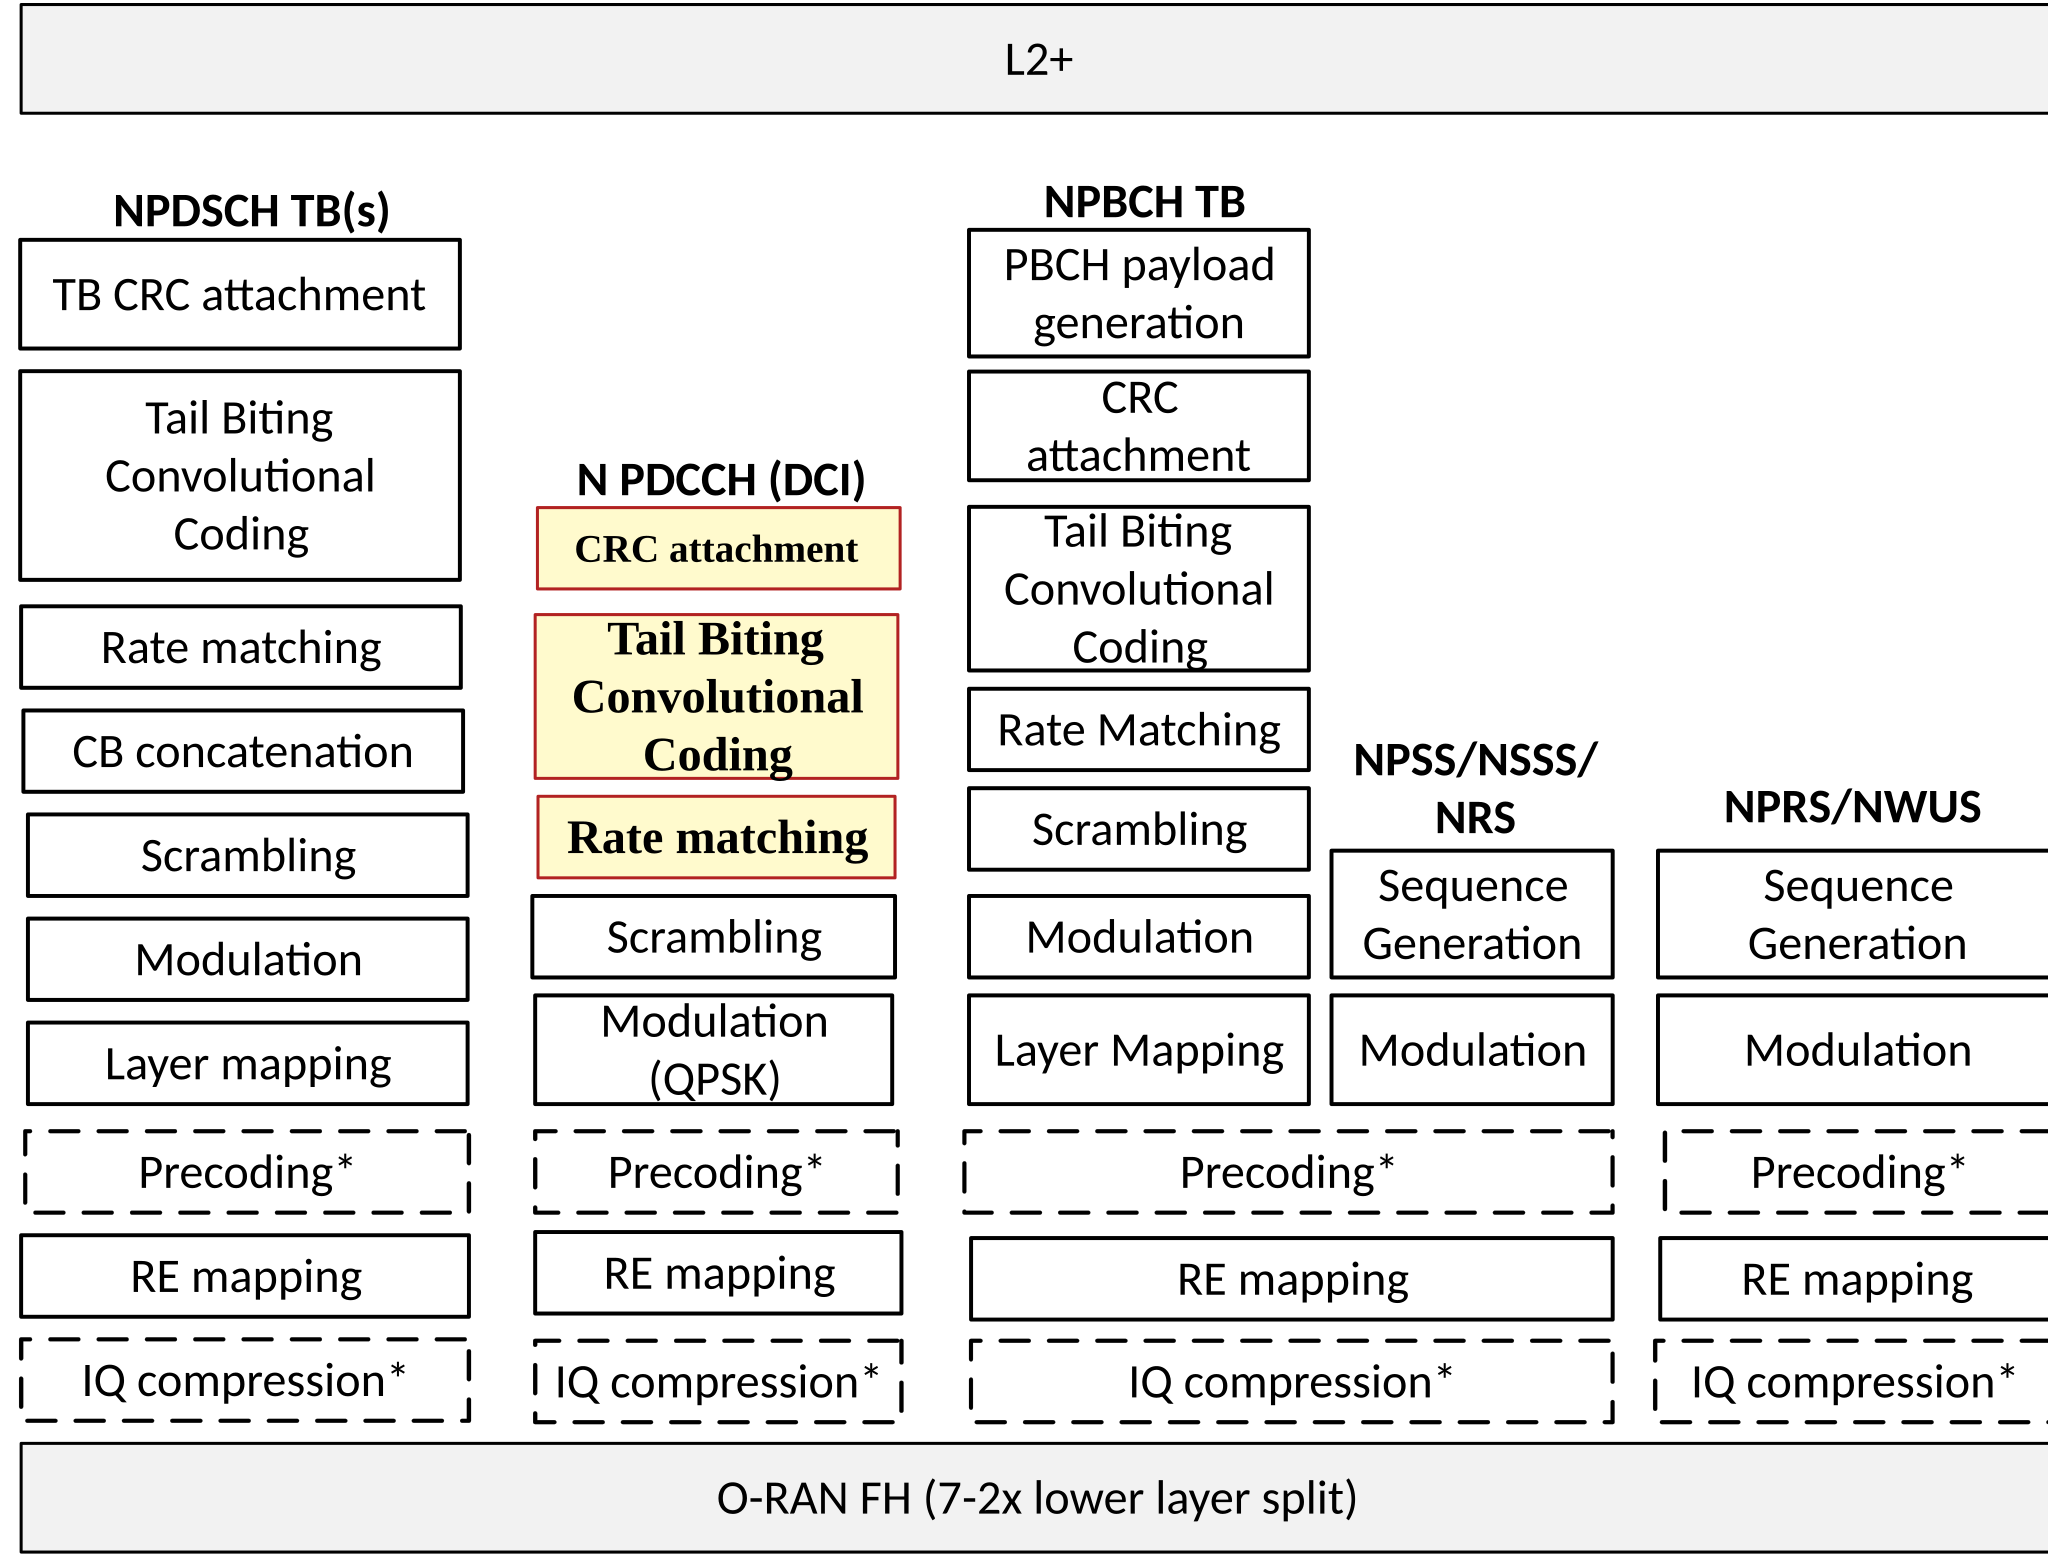 L2+
NPDSCH TB(s)
TB CRC attachment
Tail Biting
Convolutional
Coding
Rate matching
CB concatenation
Scrambling
Modulation
Layer mapping
Precoding*
RE mapping
IQ compression*
N PDCCH (DCI)
CRC attachment
Tail Biting
Convolutional
Coding
Rate matching
Scrambling
Modulation
(QPSK)
Precoding*
RE mapping
IQ compression*
NPBCH TB
PBCH payload
generation
CRC
attachment
Tail Biting
Convolutional
Coding
Rate Matching
Scrambling
Modulation
Layer Mapping
NPSS/NSSS/
NRS
Sequence
Generation
Modulation
Precoding*
RE mapping
IQ compression*
NPRS/NWUS
Sequence
Generation
Modulation
Precoding*
RE mapping
IQ compression*
O-RAN FH (7-2x lower layer split)